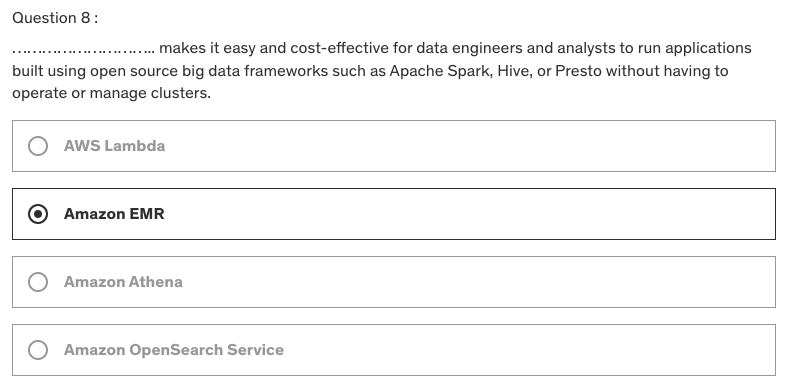 Question 8 :
............................. makes it easy and cost-effective for data engineers and analysts to run applications
built using open source big data frameworks such as Apache Spark, Hive, or Presto without having to
operate or manage clusters.
AWS Lambda
Amazon EMR
Amazon Athena
Amazon OpenSearch Service